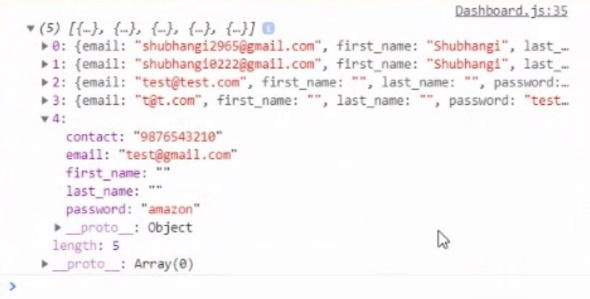 Dashboard.js:35
▼(5) [{…}, {…}, {…}, {…}, {…}] i
▶0: {email: "shubhangi2965@gmail.com", first_name: "Shubhangi", last_…
▶1: {email: "shubhangi0222@gmail.com", first_name: "Shubhangi", last_…
▶2: {email: "test@test.com", first_name: "", last_name: "", password:…
▶3: {email: "t@t.com", first_name: "", last_name: "", password: "test…
▼4:
contact: "9876543210"
email: "test@gmail.com"
first_name: ""
last_name: ""
password: "amazon"
▶__proto__: Object
length: 5
▶__proto__: Array(0)
>